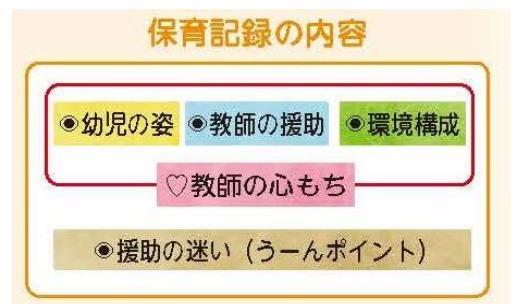 保育記録の内容
◉幼児の姿 ◉教師の援助 ◉環境構成
♡教師の心もち
◉援助の迷い（うーんポイント）